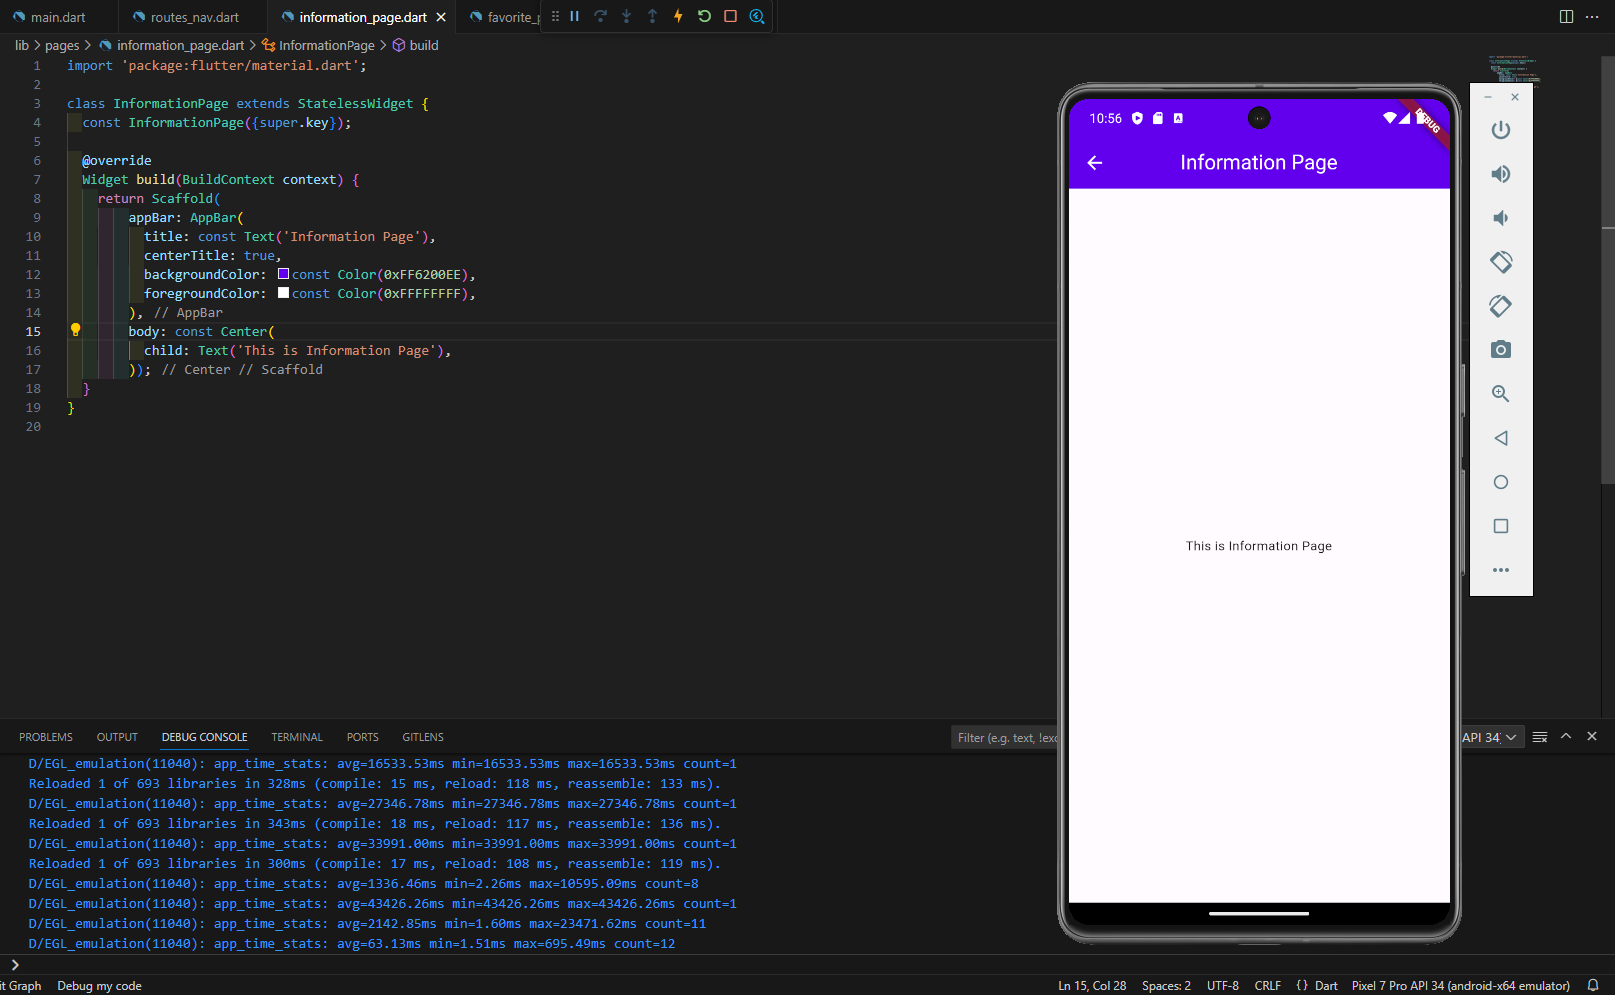 main.dart
routes_nav.dart
information_page.dart
favorite_p
lib > pages > information_page.dart > InformationPage > build
1 import 'package:flutter/material.dart';
2
3 class InformationPage extends StatelessWidget {
4 const InformationPage({super.key});
5
6 @override
7 Widget build(BuildContext context) {
8 return Scaffold(
9 appBar: AppBar(
10 title: const Text('Information Page'),
11 centerTitle: true,
12 backgroundColor: const Color(0xFF6200EE),
13 foregroundColor: const Color(0xFFFFFFFF),
14 ), // AppBar
15 body: const Center(
16 child: Text('This is Information Page'),
17 )); // Center // Scaffold
18 }
19 }
20
10:56
DEBUG
Information Page
This is Information Page
PROBLEMS OUTPUT DEBUG CONSOLE TERMINAL PORTS GITLENS
Filter (e.g. text, !exc
API 34)
D/EGL_emulation(11040): app_time_stats: avg=16533.53ms min=16533.53ms max=16533.53ms count=1
Reloaded 1 of 693 libraries in 328ms (compile: 15 ms, reload: 118 ms, reassemble: 133 ms).
D/EGL_emulation(11040): app_time_stats: avg=27346.78ms min=27346.78ms max=27346.78ms count=1
Reloaded 1 of 693 libraries in 343ms (compile: 18 ms, reload: 117 ms, reassemble: 136 ms).
D/EGL_emulation(11040): app_time_stats: avg=33991.00ms min=33991.00ms max=33991.00ms count=1
Reloaded 1 of 693 libraries in 300ms (compile: 17 ms, reload: 108 ms, reassemble: 119 ms).
D/EGL_emulation(11040): app_time_stats: avg=1336.46ms min=2.26ms max=10595.09ms count=8
D/EGL_emulation(11040): app_time_stats: avg=43426.26ms min=43426.26ms max=43426.26ms count=1
D/EGL_emulation(11040): app_time_stats: avg=2142.85ms min=1.60ms max=23471.62ms count=11
D/EGL_emulation(11040): app_time_stats: avg=63.13ms min=1.51ms max=695.49ms count=12
>
it Graph Debug my code
Ln 15, Col 28 Spaces: 2 UTF-8 CRLF {} Dart Pixel 7 Pro API 34 (android-x64 emulator)